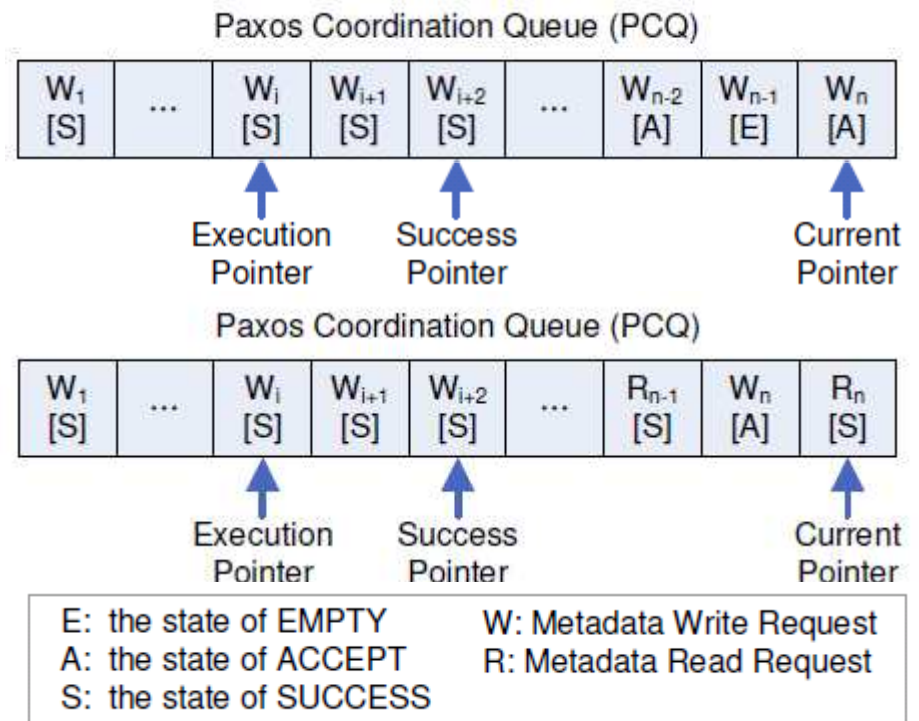 Paxos Coordination Queue (PCQ)
W₁ ... Wᵢ Wᵢ₊₁ Wᵢ₊₂ ... Wₙ₋₂ Wₙ₋₁ Wₙ
[S] [S] [S] [S] [A] [E] [A]
Execution Success Current
Pointer Pointer Pointer
Paxos Coordination Queue (PCQ)
W₁ ... Wᵢ Wᵢ₊₁ Wᵢ₊₂ ... Rₙ₋₁ Wₙ Rₙ
[S] [S] [S] [S] [S] [A] [S]
Execution Success Current
Pointer Pointer Pointer
E: the state of EMPTY W: Metadata Write Request
A: the state of ACCEPT R: Metadata Read Request
S: the state of SUCCESS